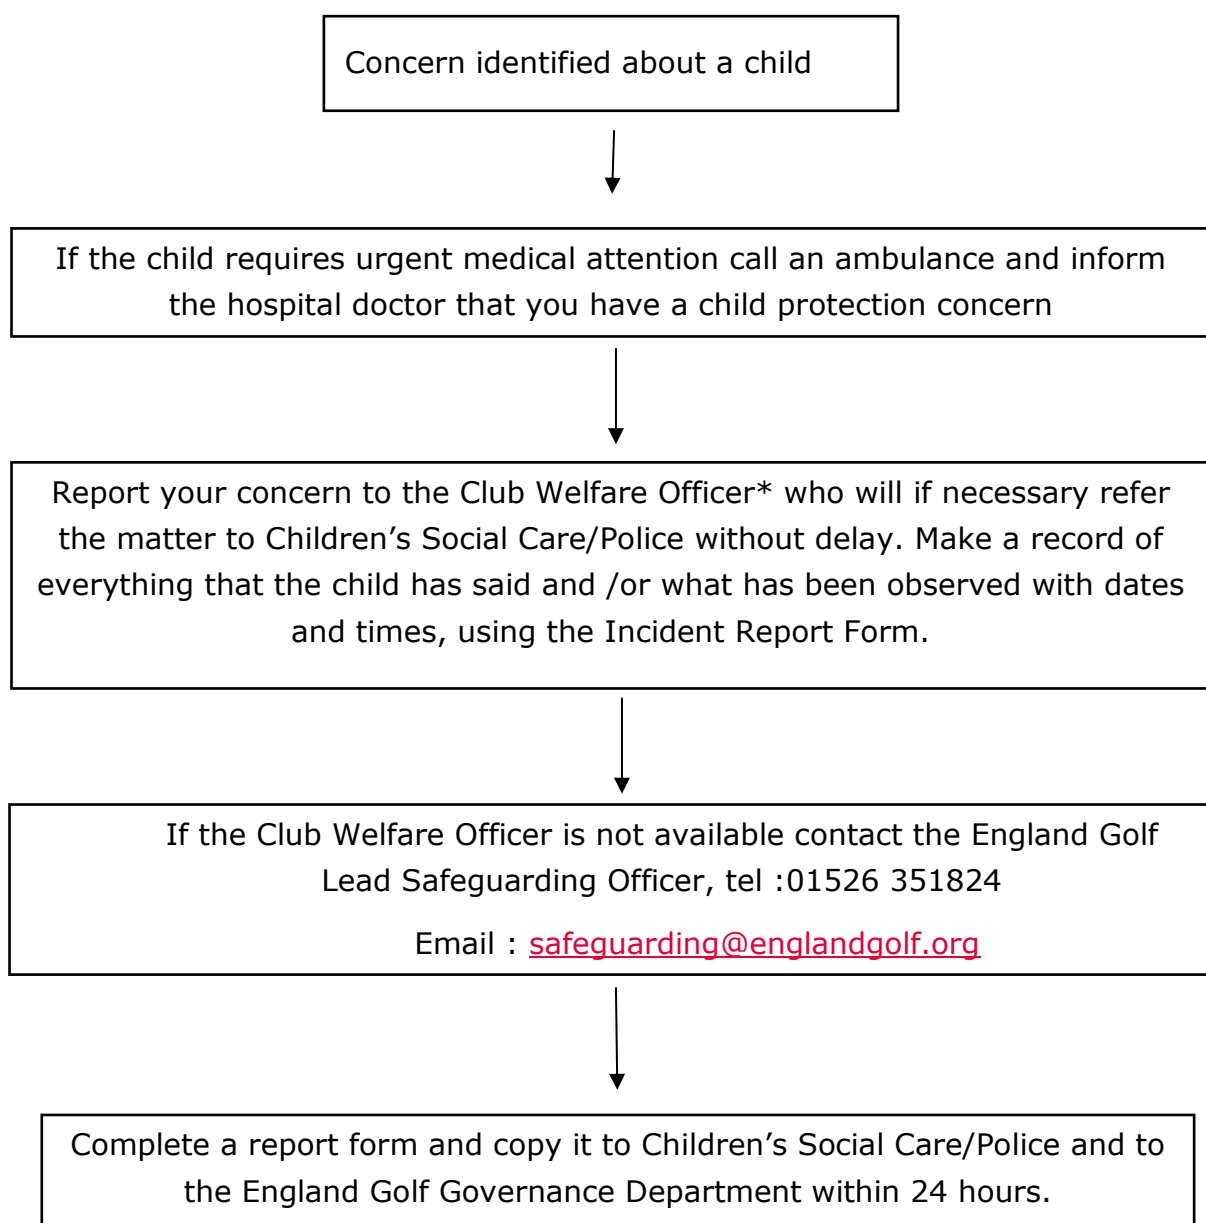 Concern identified about a child
If the child requires urgent medical attention call an ambulance and inform
the hospital doctor that you have a child protection concern
Report your concern to the Club Welfare Officer* who will if necessary refer
the matter to Children’s Social Care/Police without delay. Make a record of
everything that the child has said and /or what has been observed with dates
and times, using the Incident Report Form.
If the Club Welfare Officer is not available contact the England Golf
Lead Safeguarding Officer, tel :01526 351824
Email : safeguarding@englandgolf.org
Complete a report form and copy it to Children’s Social Care/Police and to
the England Golf Governance Department within 24 hours.